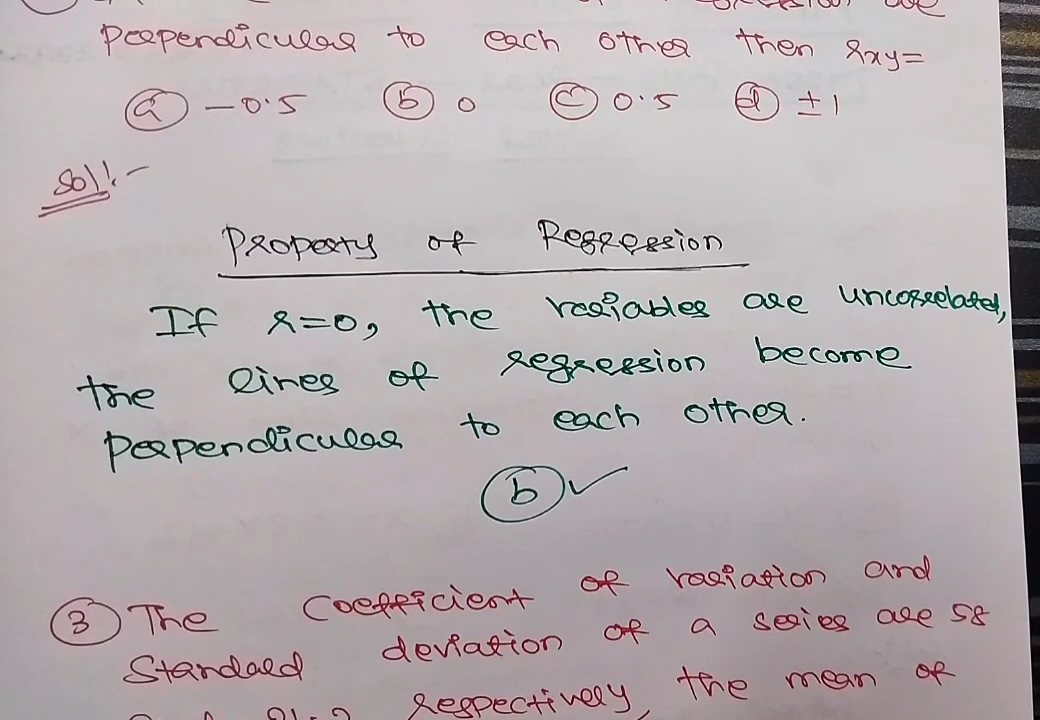 perpendicular to each other then rxy=
(a) -0.5 (b) 0 (c) 0.5 (d) ±1
Sol!:-
Property of Regression
If r=0, the variables are uncorrelated,
the lines of regression become
perpendicular to each other.
(b) ✓
(3) The Coefficient of variation and
Standard deviation of a series are 58
respectively, the mean of